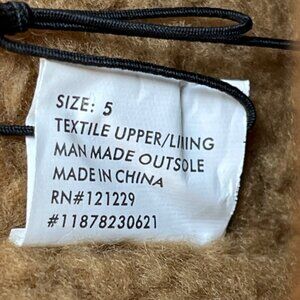 SIZE: 5
TEXTILE UPPER/LINING
MAN MADE OUTSOLE
MADE IN CHINA
RN#121229
#11878230621